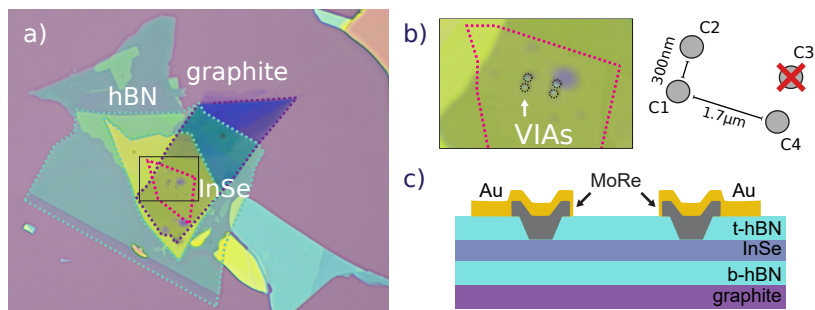 a)
graphite
hBN
InSe
b)
VIAs
C2
C3
300nm
C1
1.7μm
C4
c)
Au
MoRe
Au
t-hBN
InSe
b-hBN
graphite